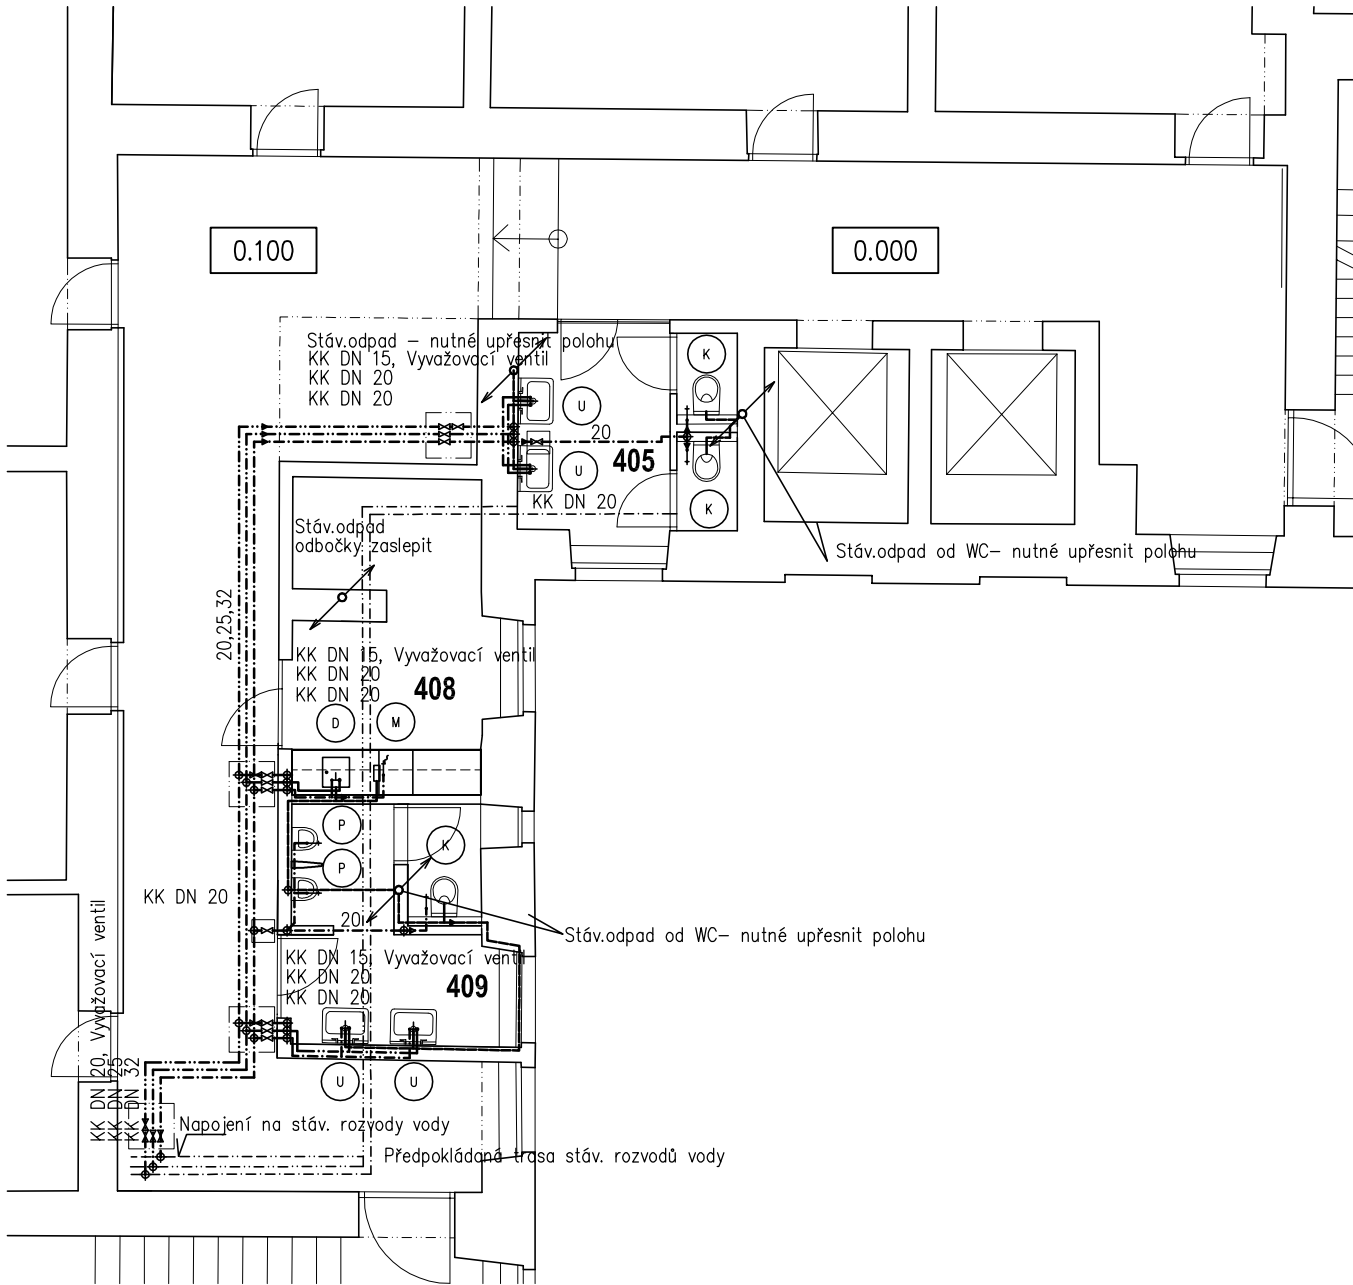 0.100
0.000
Stáv.odpad – nutné upřesnit polohu
KK DN 15, Vyvažovací ventil
KK DN 20
KK DN 20
K
U
20
405
U
KK DN 20
K
Stáv.odpad
odbočky zaslepit
Stáv.odpad od WC– nutné upřesnit polohu
20,25,32
KK DN 15, Vyvažovací ventil
KK DN 20
KK DN 20
408
D
M
P
K
P
KK DN 20
20
Stáv.odpad od WC– nutné upřesnit polohu
KK DN 15, Vyvažovací ventil
KK DN 20
KK DN 20
409
KK DN 20, Vyvažovací ventil
KK DN 25
KK DN 32
U
U
Napojení na stáv. rozvody vody
Předpokládaná trasa stáv. rozvodů vody